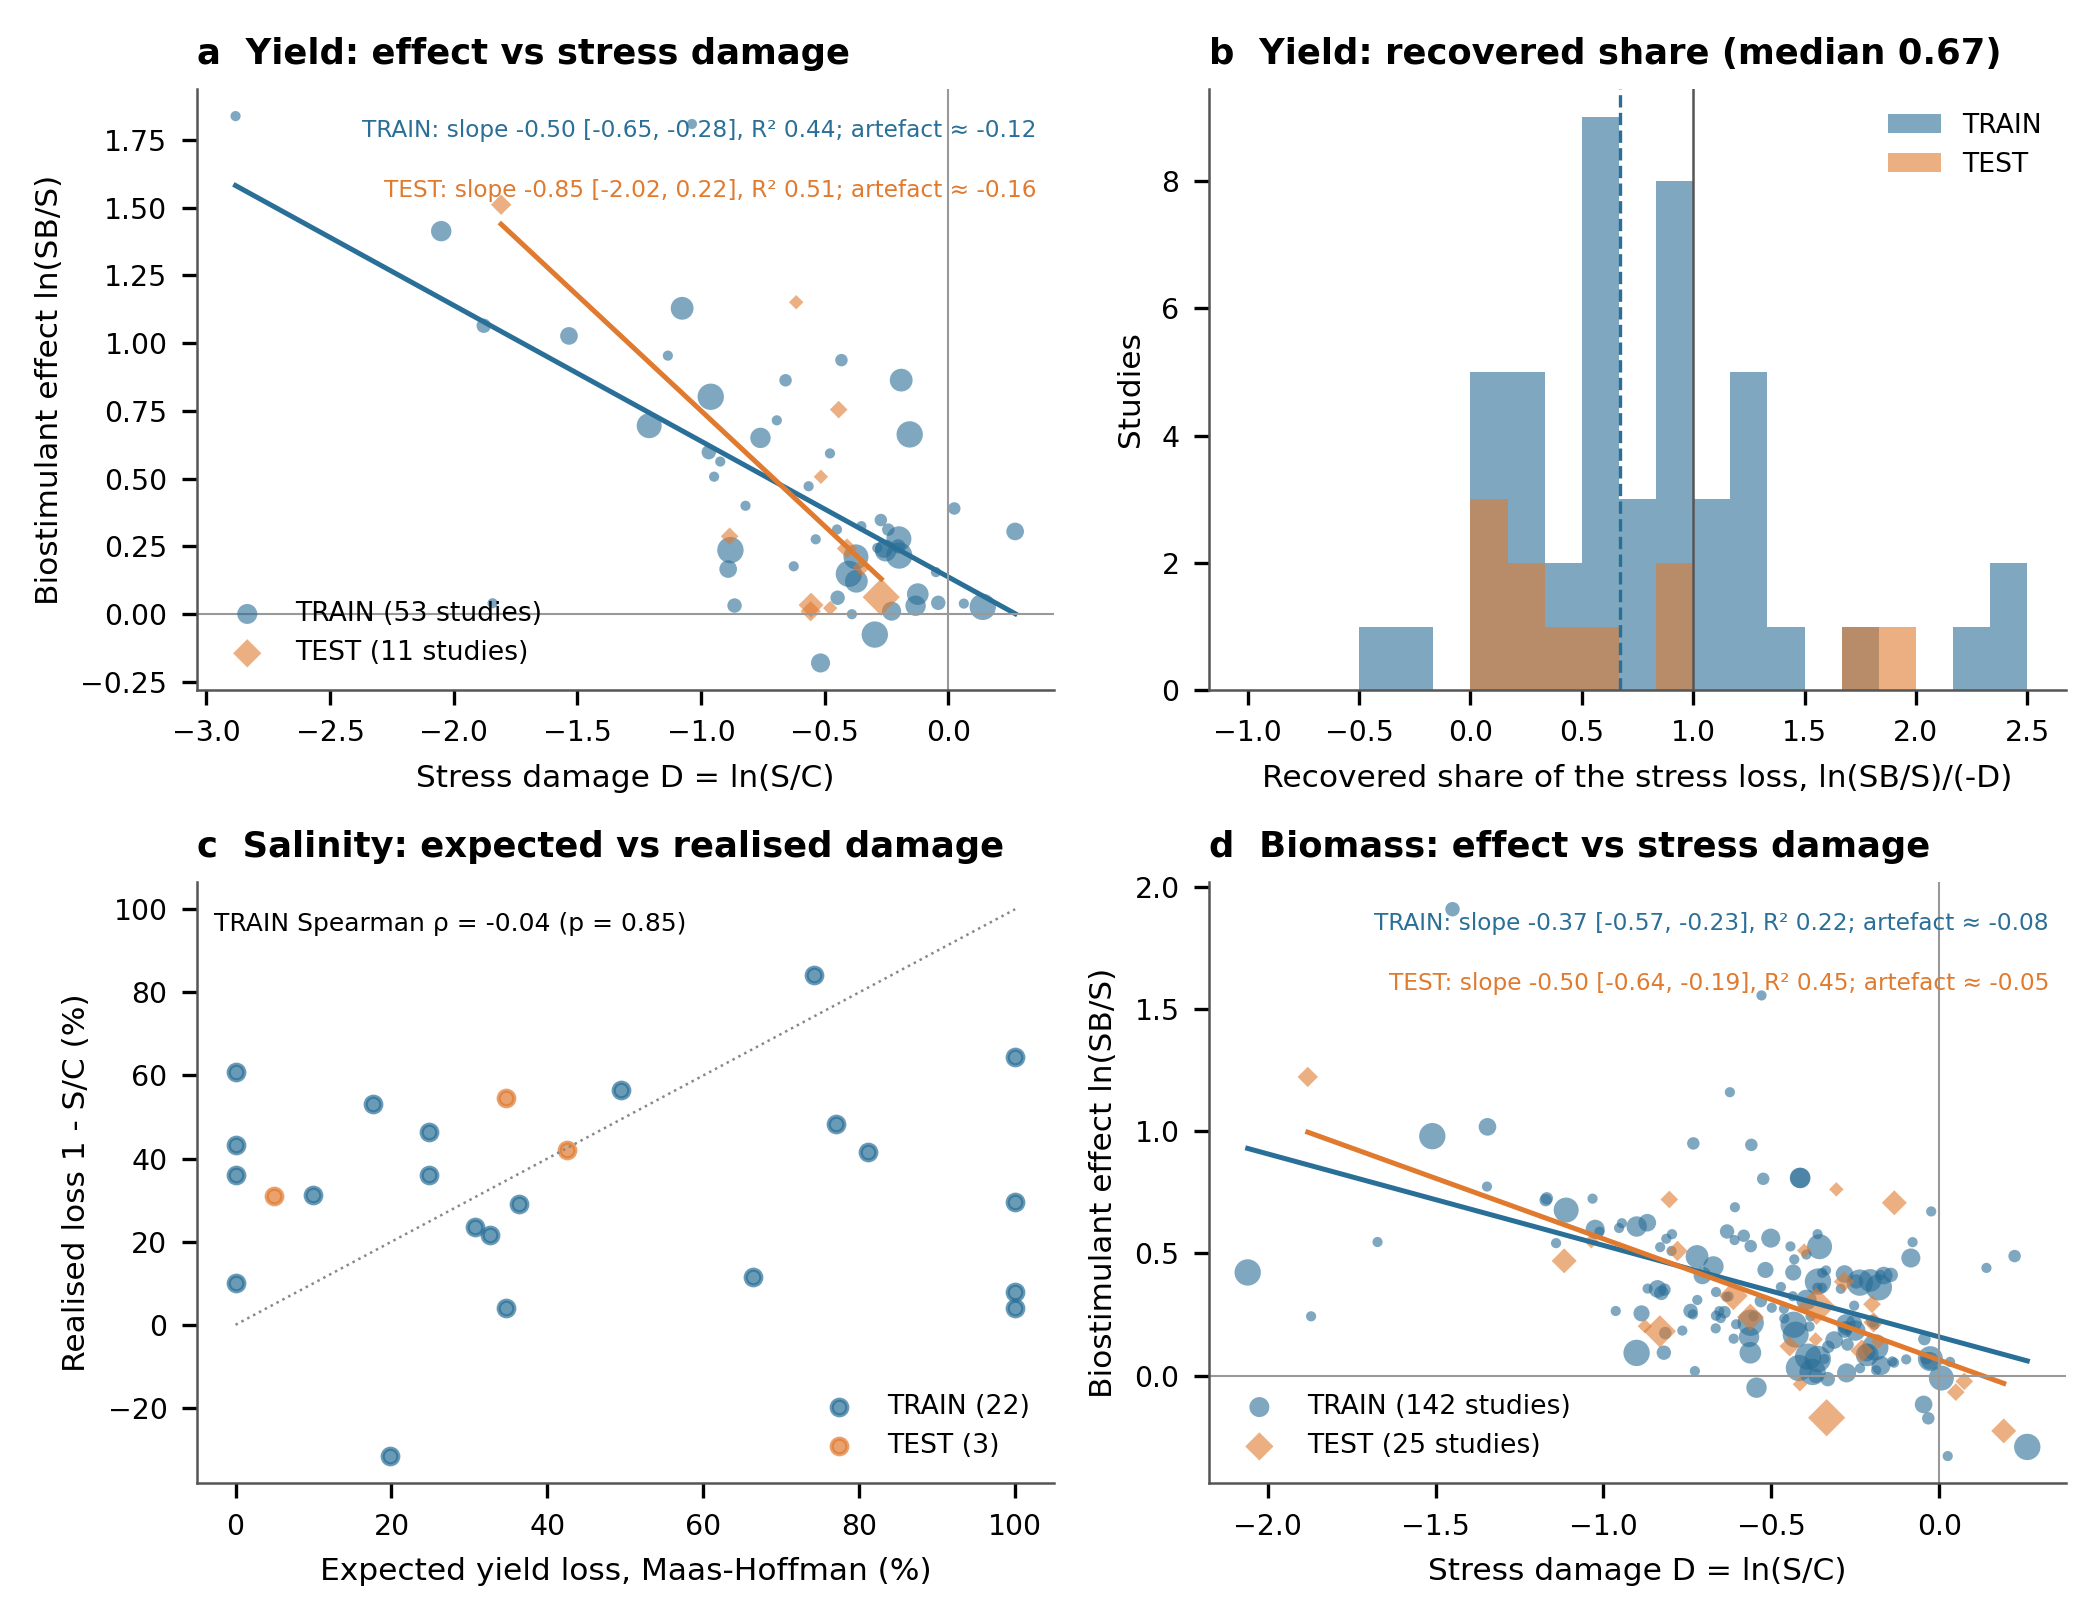 a  Yield: effect vs stress damage
TRAIN: slope -0.50 [-0.65, -0.28], R² 0.44; artefact ≈ -0.12
TEST: slope -0.85 [-2.02, 0.22], R² 0.51; artefact ≈ -0.16
Biostimulant effect ln(SB/S)
1.75
1.50
1.25
1.00
0.75
0.50
0.25
0.00
−0.25
TRAIN (53 studies)
TEST (11 studies)
−3.0 −2.5 −2.0 −1.5 −1.0 −0.5 0.0
Stress damage D = ln(S/C)
b  Yield: recovered share (median 0.67)
TRAIN
TEST
Studies
8
6
4
2
0
−1.0 −0.5 0.0 0.5 1.0 1.5 2.0 2.5
Recovered share of the stress loss, ln(SB/S)/(-D)
c  Salinity: expected vs realised damage
TRAIN Spearman ρ = -0.04 (p = 0.85)
Realised loss 1 - S/C (%)
100
80
60
40
20
0
−20
TRAIN (22)
TEST (3)
0 20 40 60 80 100
Expected yield loss, Maas-Hoffman (%)
d  Biomass: effect vs stress damage
TRAIN: slope -0.37 [-0.57, -0.23], R² 0.22; artefact ≈ -0.08
TEST: slope -0.50 [-0.64, -0.19], R² 0.45; artefact ≈ -0.05
Biostimulant effect ln(SB/S)
2.0
1.5
1.0
0.5
0.0
TRAIN (142 studies)
TEST (25 studies)
−2.0 −1.5 −1.0 −0.5 0.0
Stress damage D = ln(S/C)